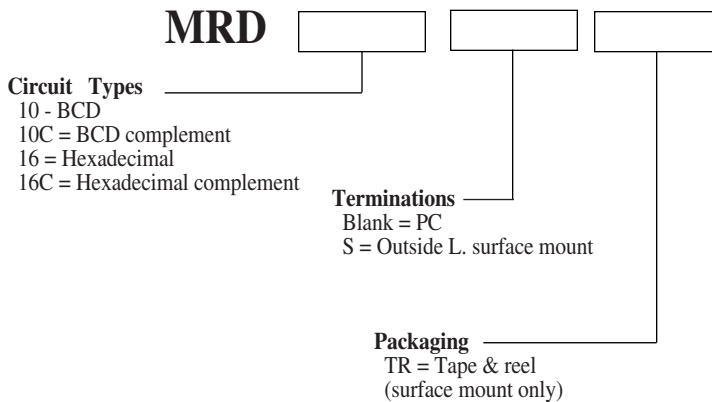 MRD
Circuit Types
10 - BCD
10C = BCD complement
16 = Hexadecimal
16C = Hexadecimal complement
Terminations
Blank = PC
S = Outside L. surface mount
Packaging
TR = Tape & reel
(surface mount only)